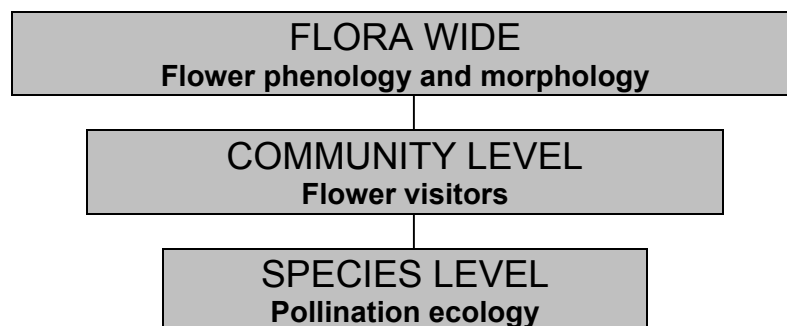 FLORA WIDE
Flower phenology and morphology
COMMUNITY LEVEL
Flower visitors
SPECIES LEVEL
Pollination ecology